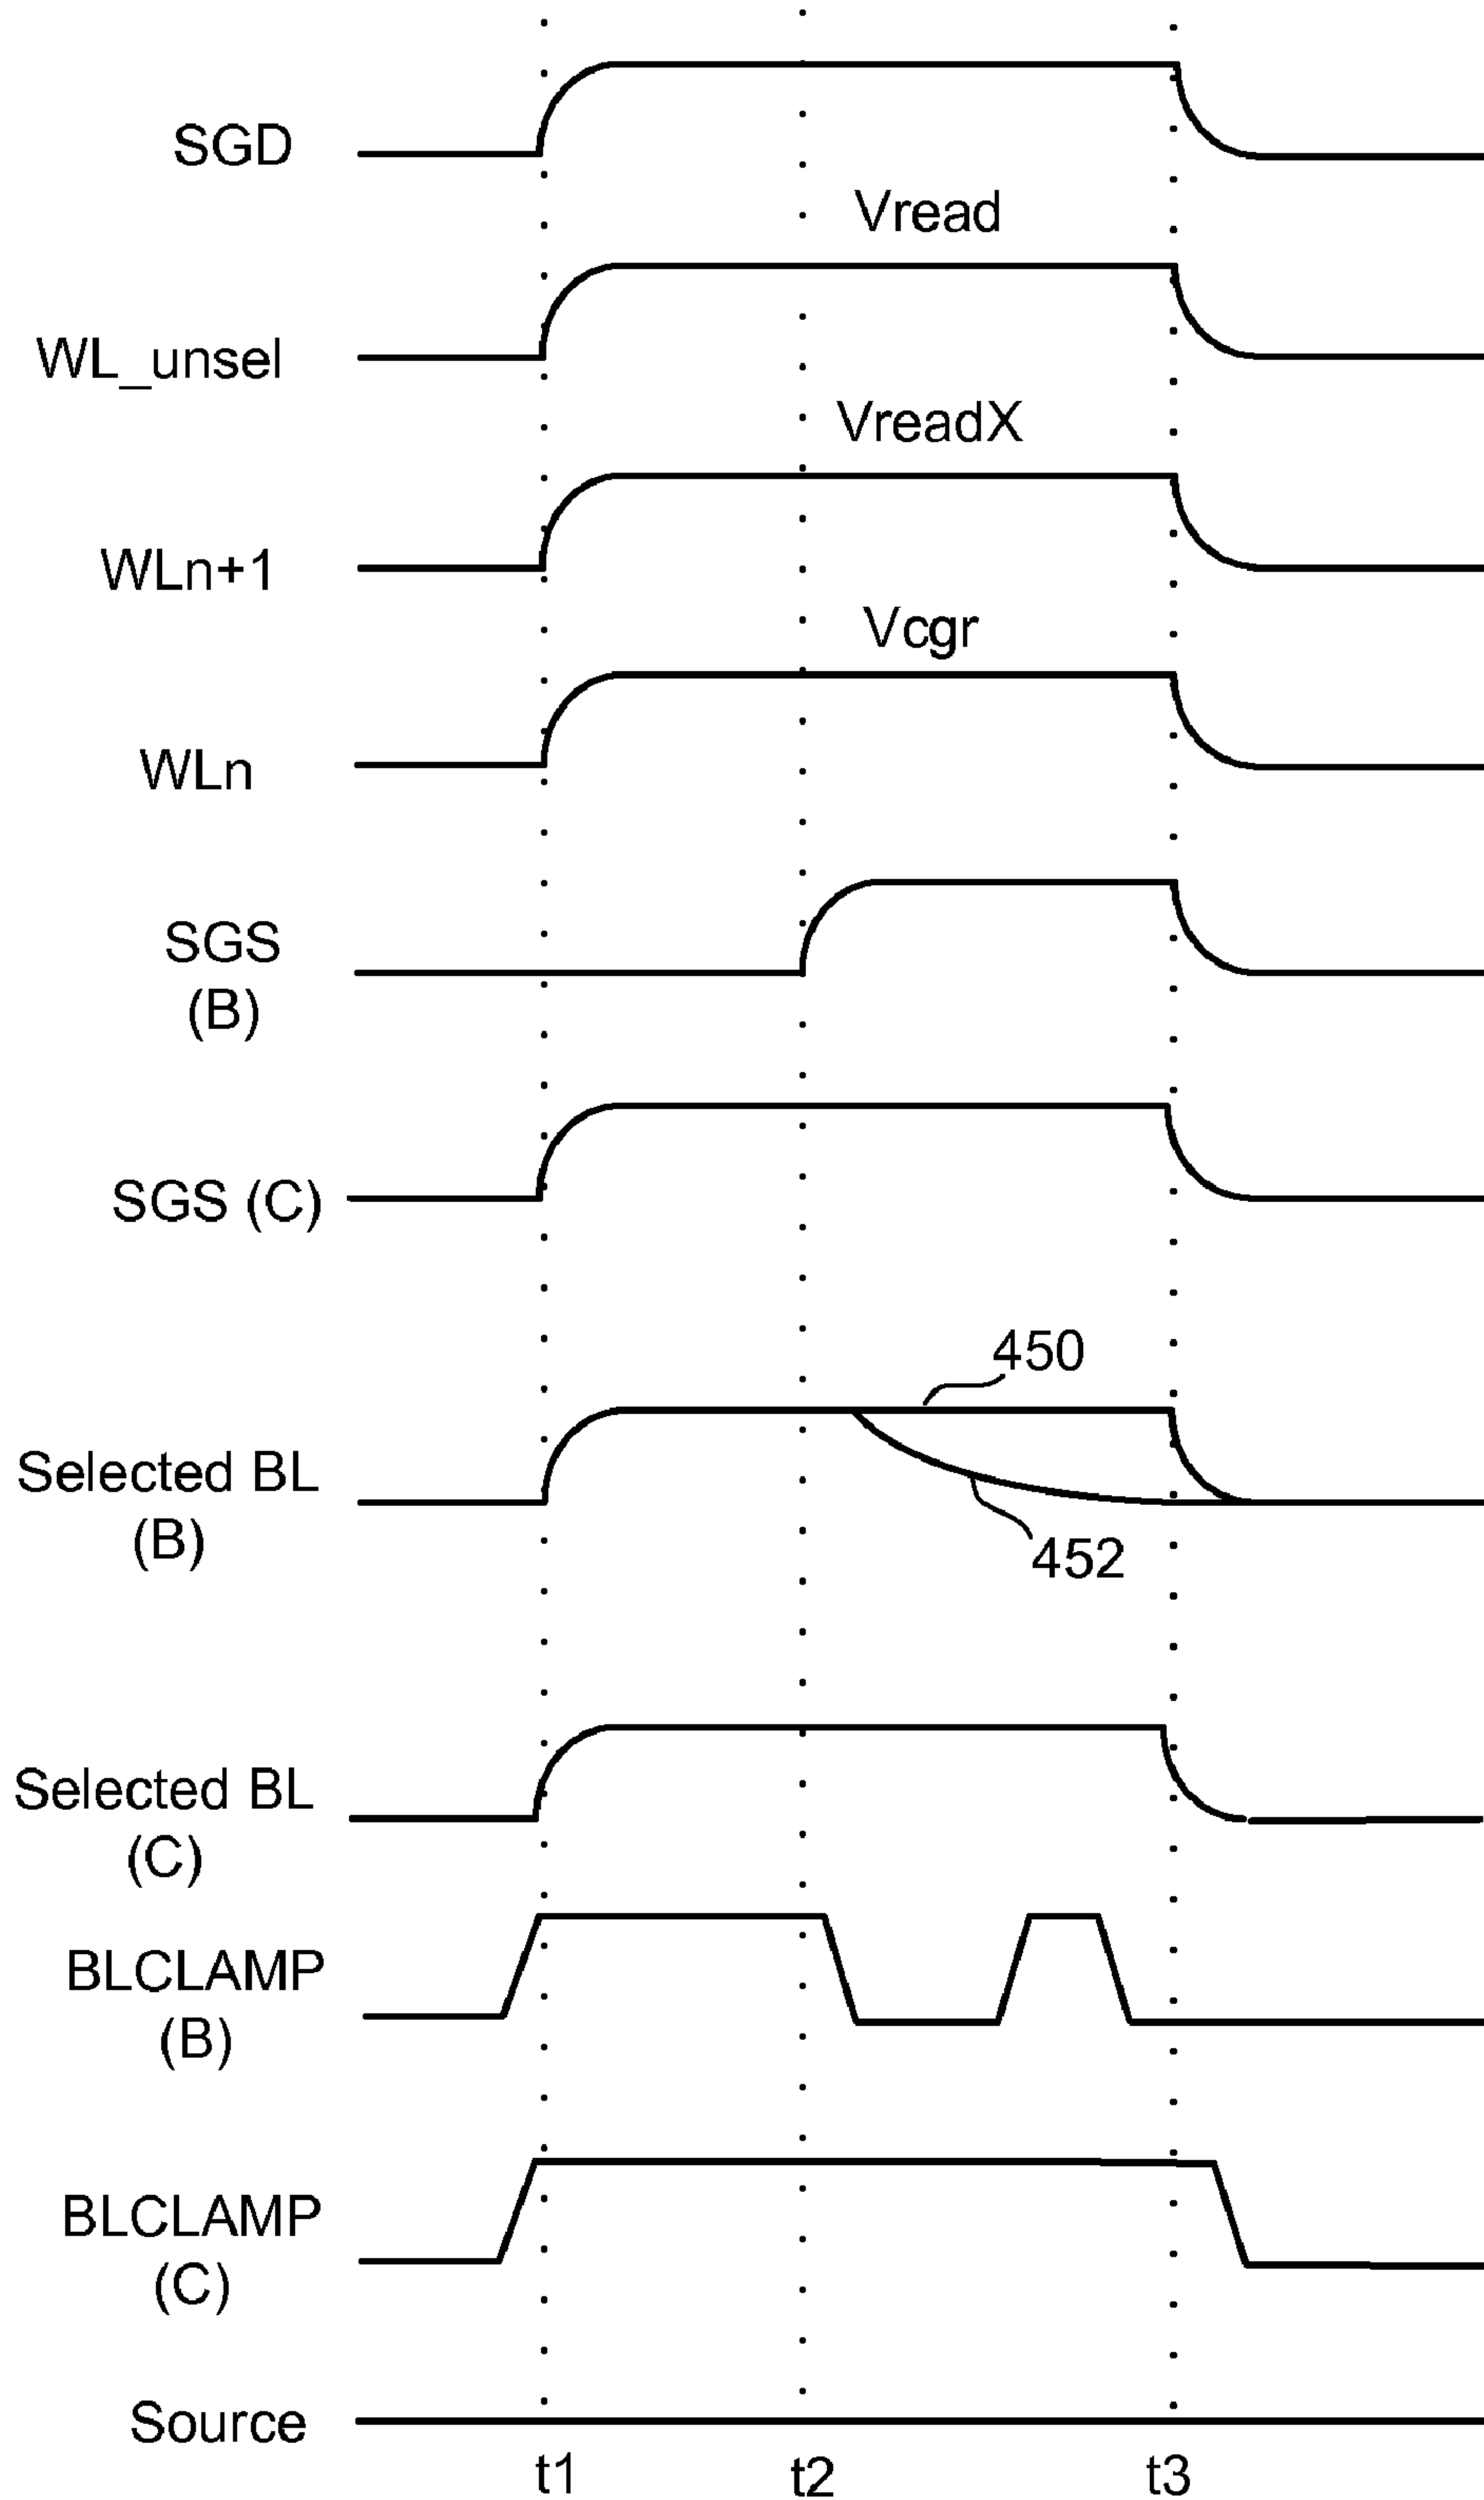 SGD
Vread
WL_unsel
VreadX
WLn+1
Vcgr
WLn
SGS
(B)
SGS (C)
450
Selected BL
(B)
452
Selected BL
(C)
BLCLAMP
(B)
BLCLAMP
(C)
Source
t1 t2 t3